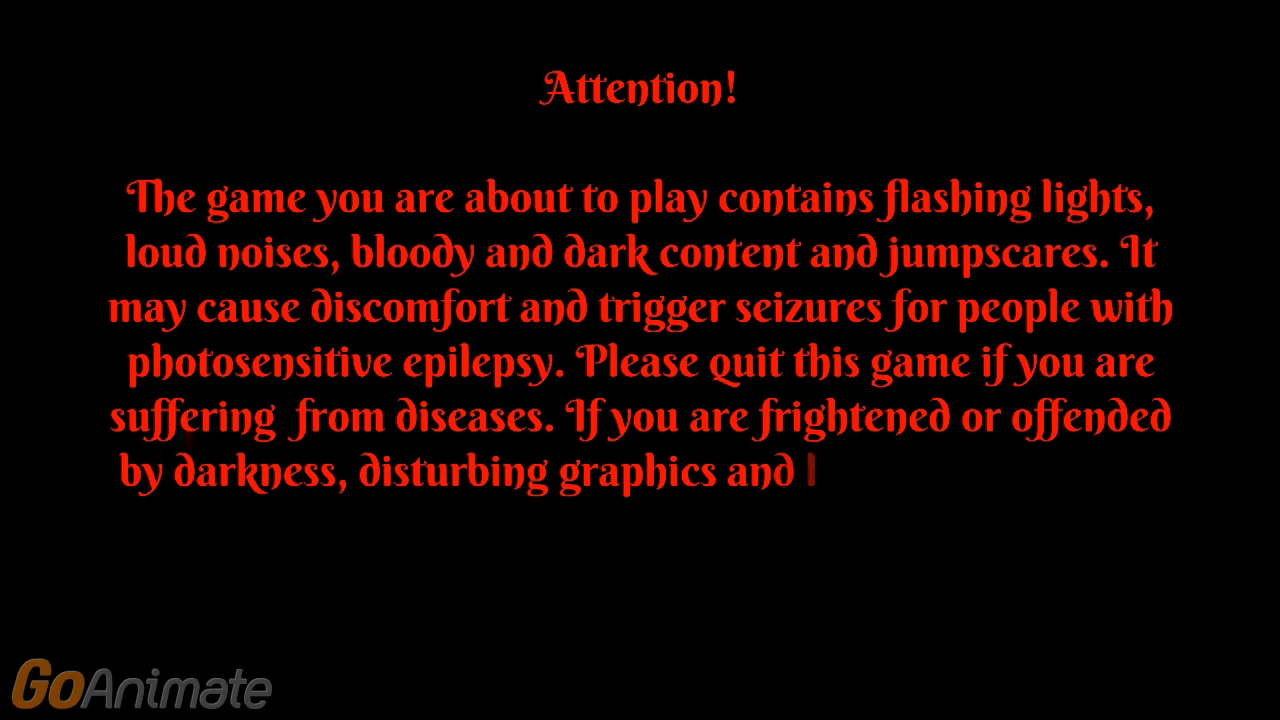 Attention!
The game you are about to play contains flashing lights,
loud noises, bloody and dark content and jumpscares. It
may cause discomfort and trigger seizures for people with
photosensitive epilepsy. Please quit this game if you are
suffering from diseases. If you are frightened or offended
by darkness, disturbing graphics and
GoAnimate